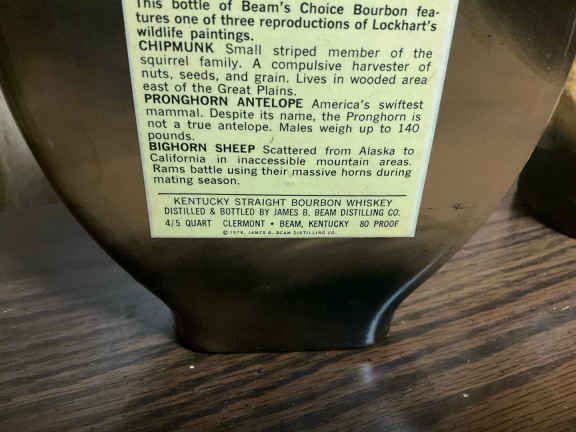 This bottle of Beam's Choice Bourbon fea-
tures one of three reproductions of Lockhart's
wildlife paintings.
CHIPMUNK Small striped member of the
squirrel family. A compulsive harvester of
nuts, seeds, and grain. Lives in wooded area
east of the Great Plains.
PRONGHORN ANTELOPE America's swiftest
mammal. Despite its name, the Pronghorn is
not a true antelope. Males weigh up to 140
pounds.
BIGHORN SHEEP Scattered from Alaska to
California in inaccessible mountain areas.
Rams battle using their massive horns during
mating season.
KENTUCKY STRAIGHT BOURBON WHISKEY
DISTILLED & BOTTLED BY JAMES B. BEAM DISTILLING CO.
4/5 QUART CLERMONT • BEAM, KENTUCKY 80 PROOF
© 1979, JAMES B. BEAM DISTILLING CO.